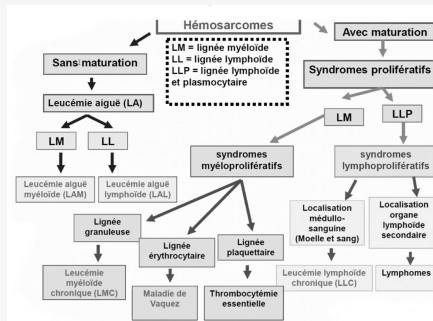 Hémosarcomes
LM = lignée myéloïde
LL = lignée lymphoïde
LLP = lignée lymphoïde
et plasmocytaire
Sans maturation
Leucémie aiguë (LA)
LM
LL
Leucémie aiguë
myéloïde (LAM)
Leucémie aiguë
lymphoïde (LAL)
Avec maturation
Syndromes prolifératifs
LM
LLP
syndromes
myéloprolifératifs
syndromes
lymphoprolifératifs
Lignée
granuleuse
Lignée
érythrocytaire
Lignée
plaquettaire
Localisation
médullo-
sanguine
(Moelle et sang)
Localisation
organe
lymphoïde
secondaire
Leucémie
myéloïde
chronique (LMC)
Maladie de
Vaquez
Thrombocytémie
essentielle
Leucémie lymphoïde
chronique (LLC)
Lymphomes